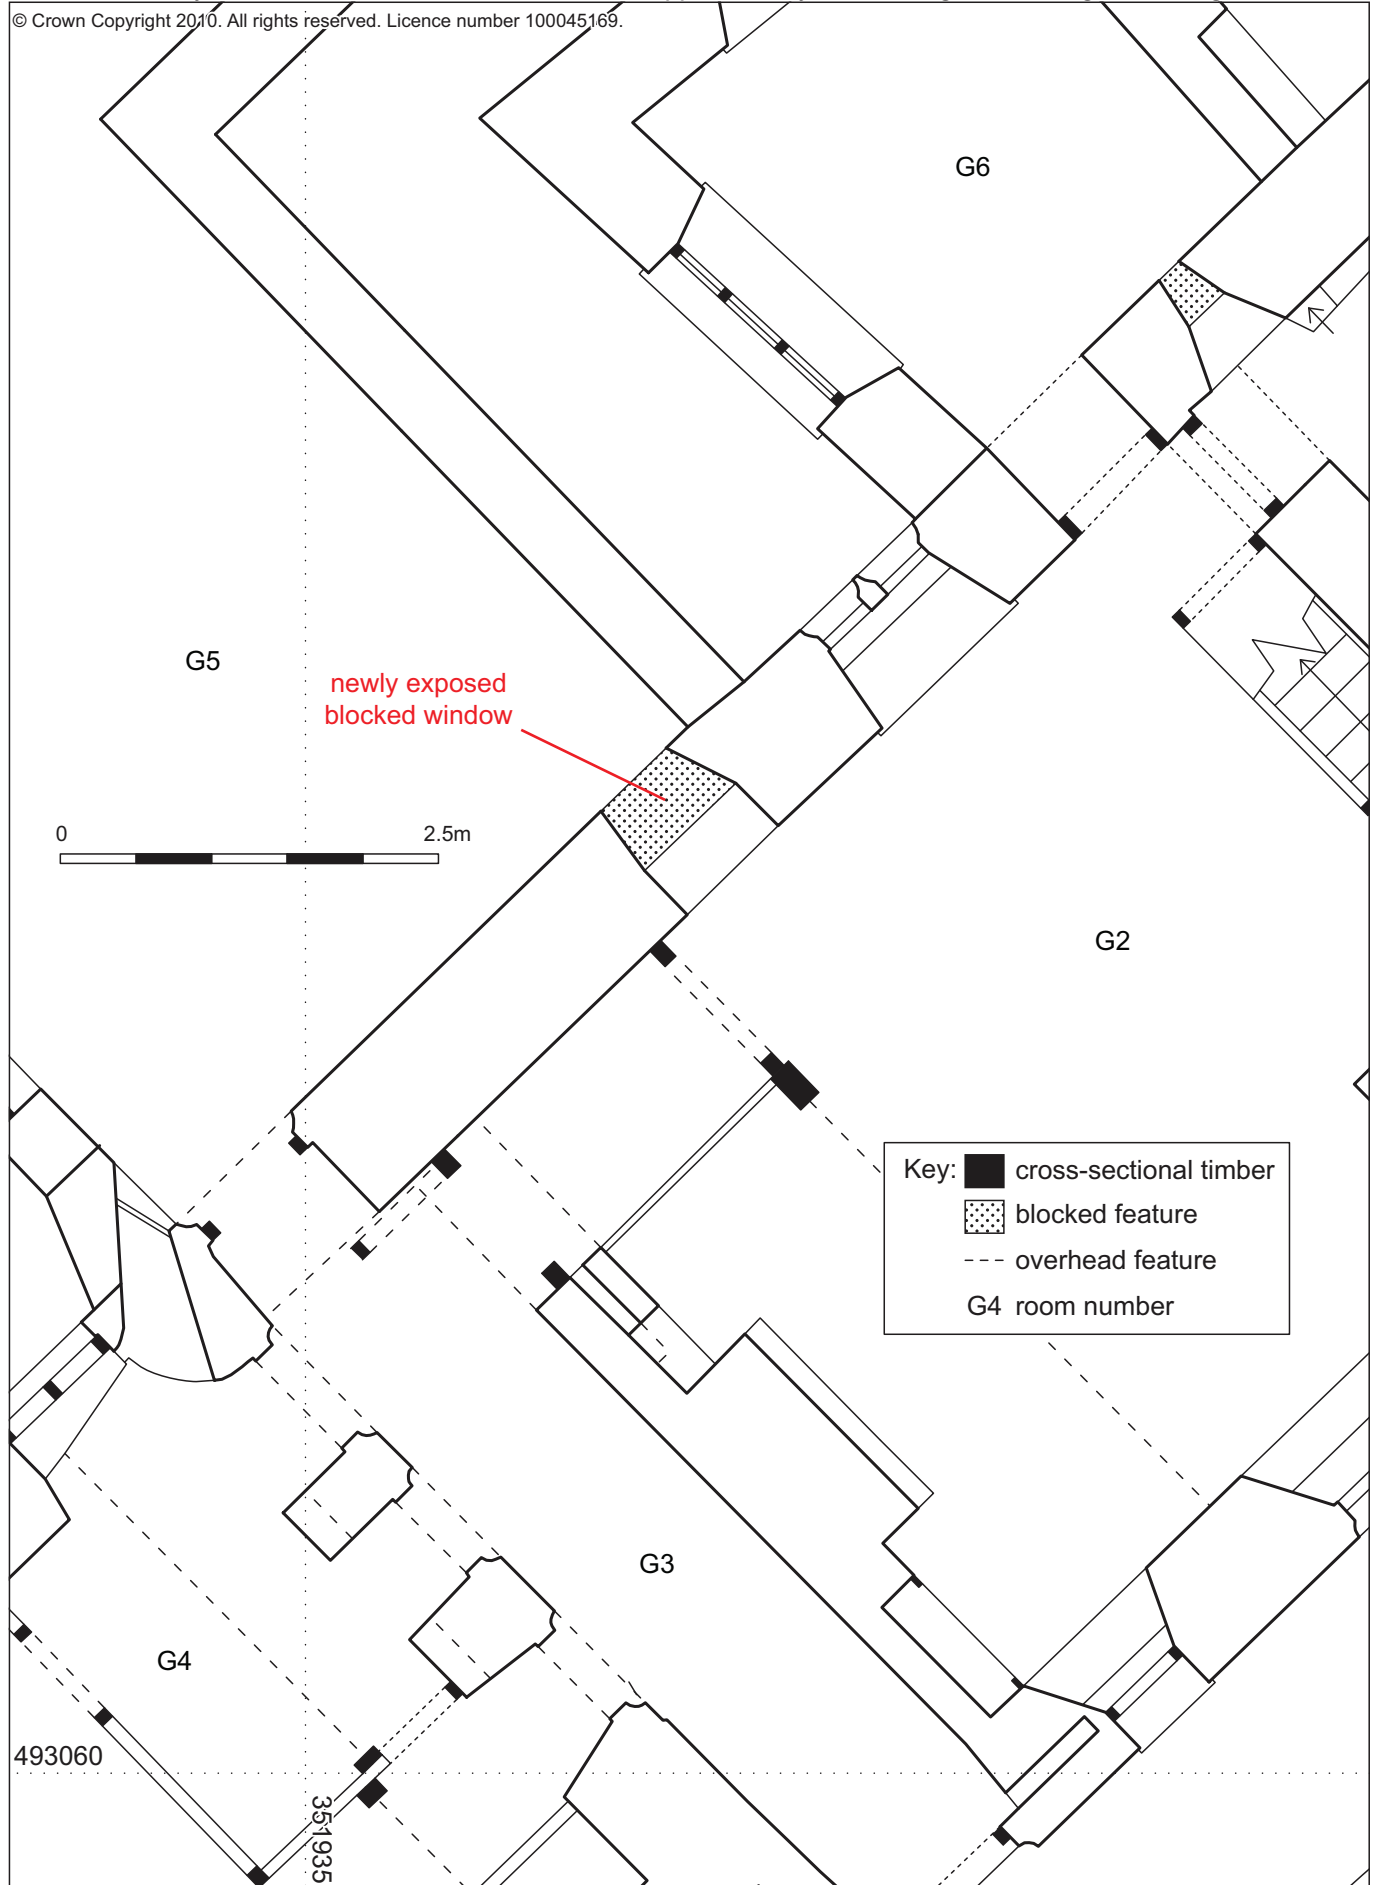 © Crown Copyright 2010. All rights reserved. Licence number 100045169.
G6
G5
newly exposed
blocked window
0 2.5m
G2
Key:
cross-sectional timber
blocked feature
overhead feature
G4 room number
G3
G4
493060
351935